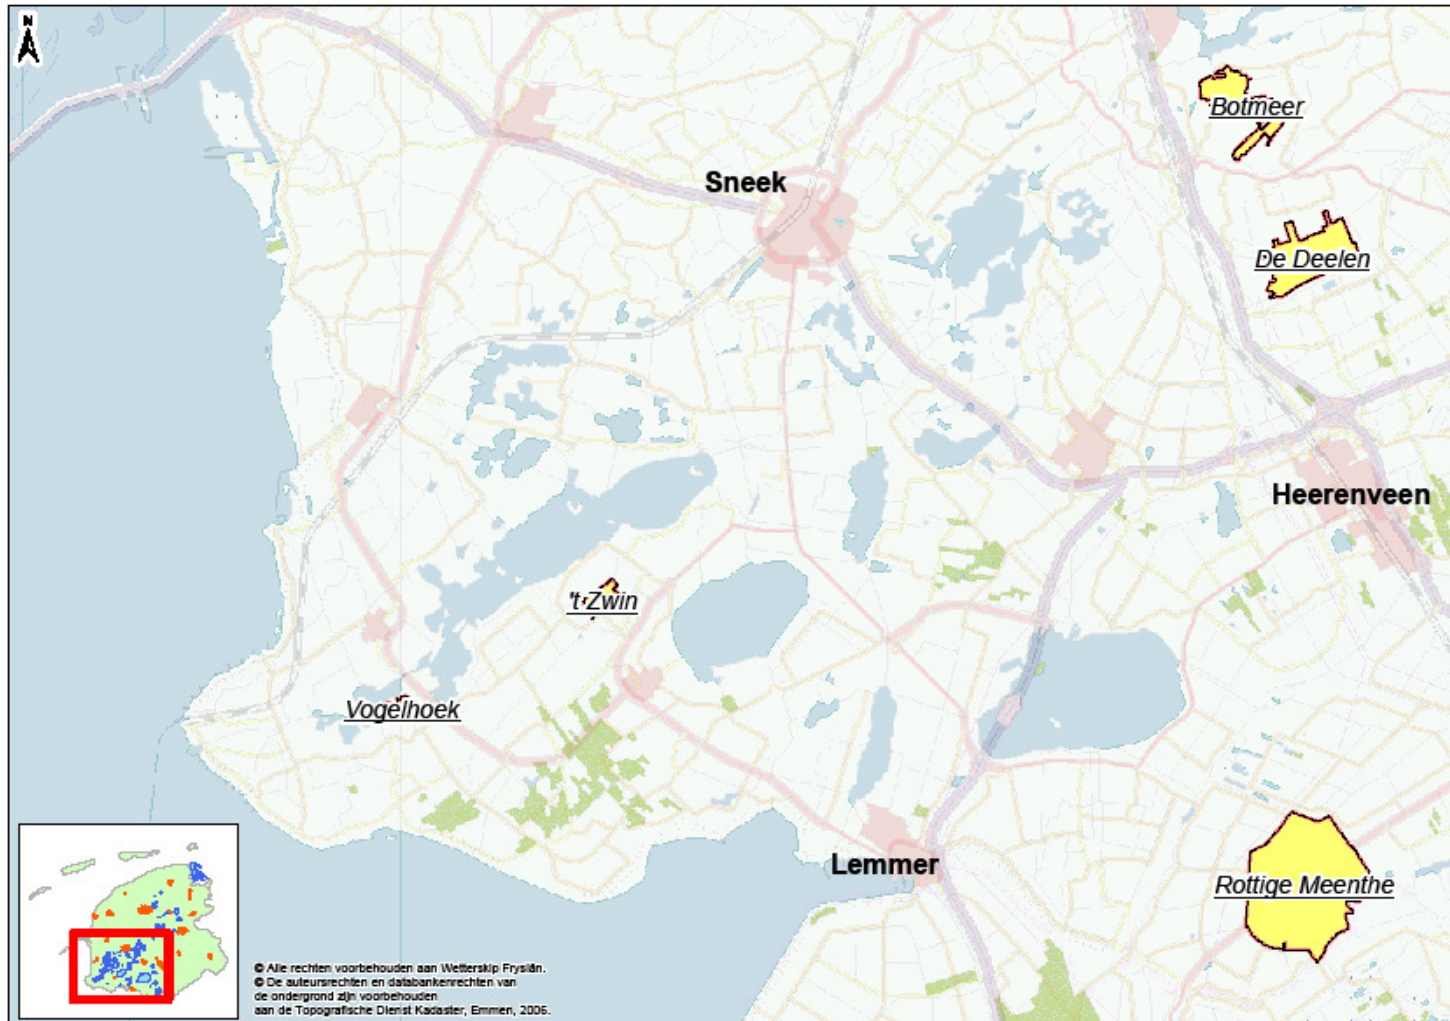 N
Botmeer
Sneek
De Deelen
Heerenveen
't Zwin
Vogelhoek
Lemmer
Rottige Meenthe
© Alle rechten voorbehouden aan Wetterskip Fryslân.
© De auteursrechten en databankenrechten van
de ondergrond zijn voorbehouden
aan de Topografische Dienst Kadaster, Emmen, 2006.